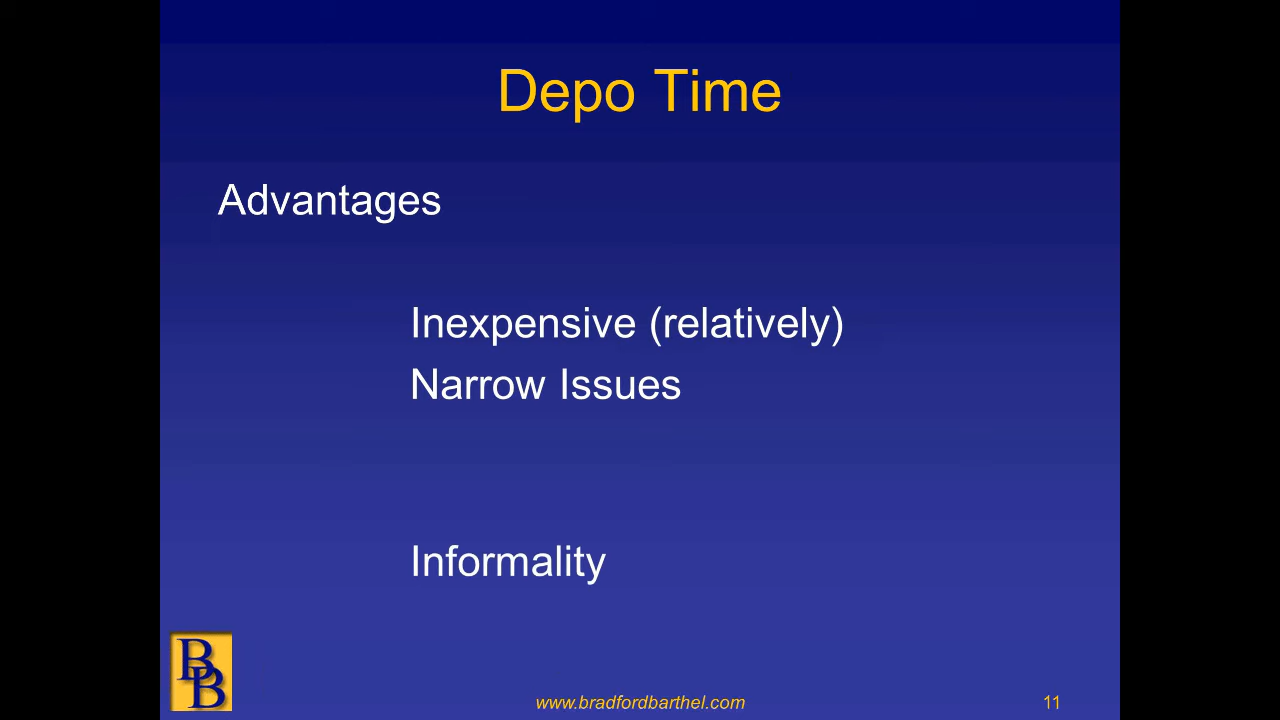 Depo Time
Advantages
Inexpensive (relatively)
Narrow Issues
Informality
BB
www.bradfordbarthel.com
11